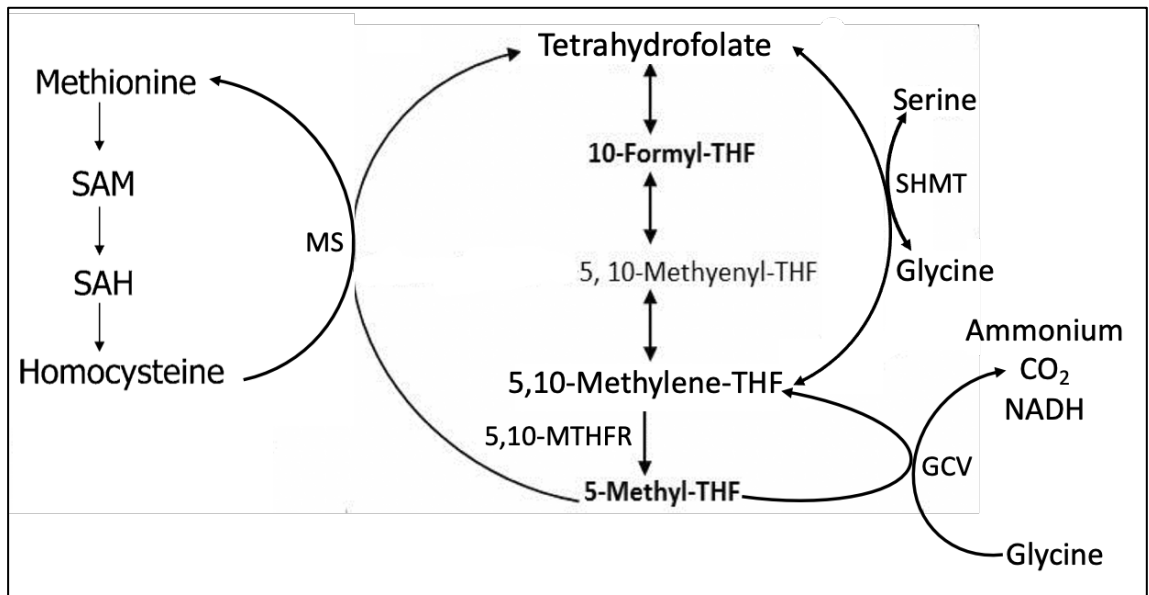 Tetrahydrofolate
Methionine
Serine
10-Formyl-THF
SAM
SHMT
MS
5, 10-Methyenyl-THF
Glycine
SAH
Ammonium
Homocysteine
5,10-Methylene-THF
CO₂
NADH
5,10-MTHFR
GCV
5-Methyl-THF
Glycine